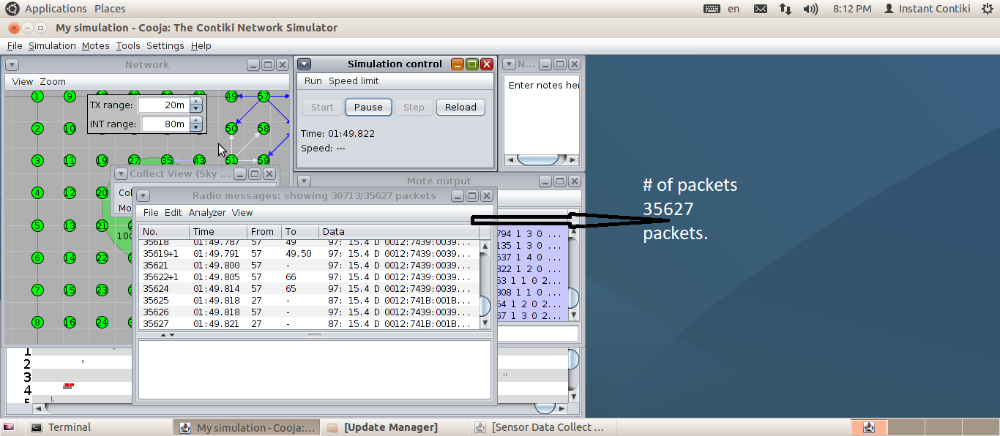 Applications Places en 8:12 PM Instant Contiki
My simulation - Cooja: The Contiki Network Simulator
File Simulation Motes Tools Settings Help
Network
View Zoom
TX range: 20m
INT range: 80m
1 9 49 57
2 10 50 58
3 11 19 27 35 43 51 59
4 12 20
5 13 21
6 14 22
7 15 23
8 16 24
100
Simulation control
Run Speed limit
Start Pause Step Reload
Time: 01:49.822
Speed: ---
N...
Enter notes her
Collect View (Sky ...
Col
Mo
Mote output
794 1 3 0 ...
135 1 3 0 ...
537 1 4 0 ...
322 1 2 0 ...
53 1 1 0 2...
308 1 1 0 ...
54 1 2 0 2...
57 1 3 0 2...
Radio messages: showing 30713/35627 packets
File Edit Analyzer View
No. Time From To Data
35618 01:49.787 57 49 97: 15.4 D 0012:7439:0039...
35619+1 01:49.791 57 49,50 97: 15.4 D 0012:7439:0039...
35621 01:49.800 57 - 97: 15.4 D 0012:7439:0039...
35622+1 01:49.805 57 66 97: 15.4 D 0012:7439:0039...
35624 01:49.814 57 65 97: 15.4 D 0012:7439:0039...
35625 01:49.818 27 - 87: 15.4 D 0012:741B:001B...
35626 01:49.818 57 - 97: 15.4 D 0012:7439:0039...
35627 01:49.821 27 - 87: 15.4 D 0012:741B:001B...
# of packets
35627
packets.
1
2
3
4
5
Terminal My simulation - Cooja:... [Update Manager] [Sensor Data Collect ...